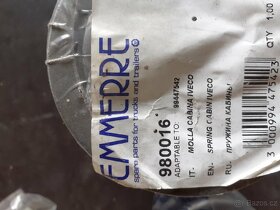 EMMERRE
spare parts for trucks and trailers
980016
ADAPTABLE TO: 99447542
IT.: MOLLA CABINA IVECO
EN.: SPRING CABIN IVECO
RU.: ПРУЖИНА КАБИНЫ
QTY 1,00
3 000994 475423